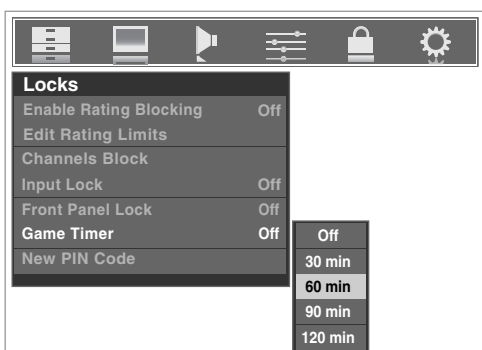 Locks
Enable Rating Blocking Off
Edit Rating Limits
Channels Block
Input Lock Off
Front Panel Lock Off
Game Timer Off
New PIN Code
Off
30 min
60 min
90 min
120 min